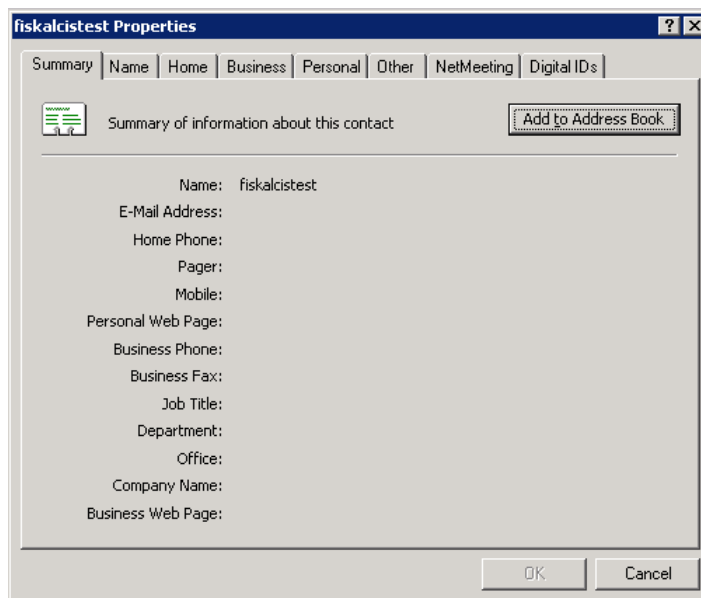 fiskalcistest Properties
Summary Name Home Business Personal Other NetMeeting Digital IDs
Summary of information about this contact Add to Address Book
Name: fiskalcistest
E-Mail Address:
Home Phone:
Pager:
Mobile:
Personal Web Page:
Business Phone:
Business Fax:
Job Title:
Department:
Office:
Company Name:
Business Web Page:
OK Cancel